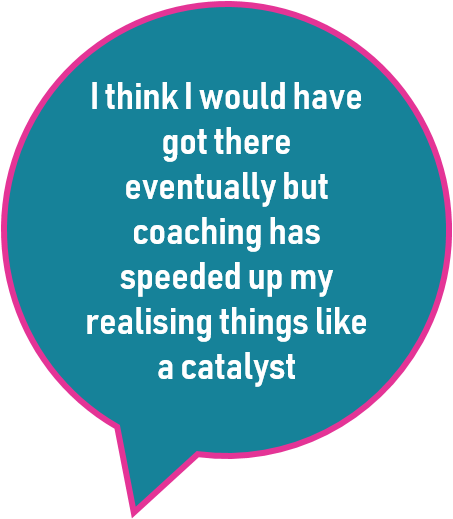 I think I would have
got there
eventually but
coaching has
speeded up my
realising things like
a catalyst